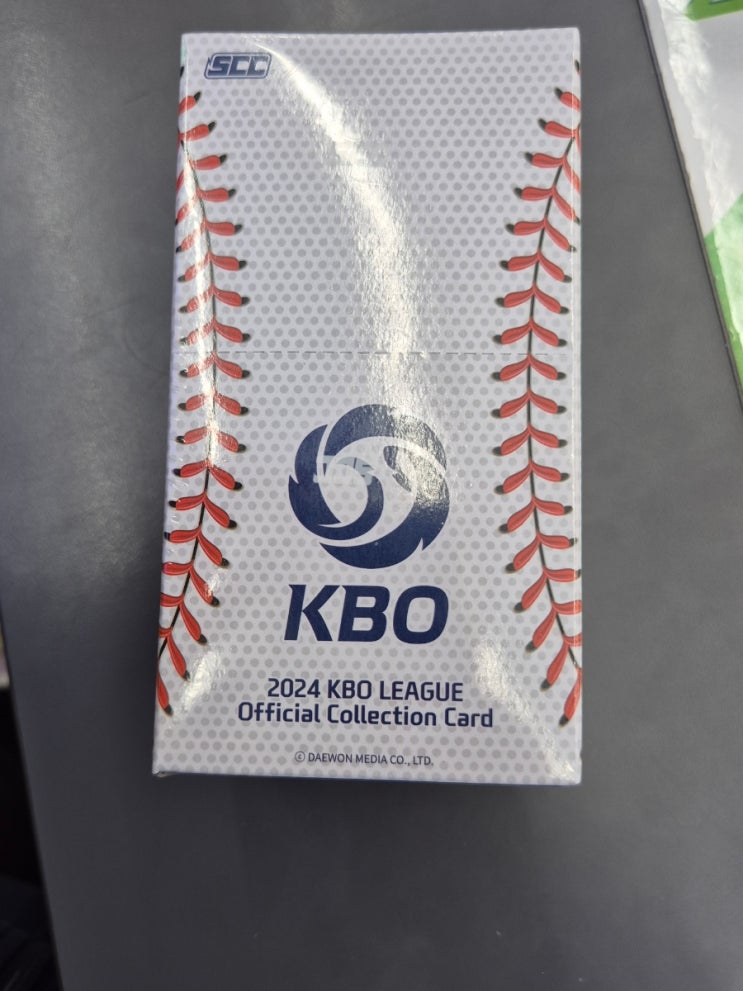 SCC
KBO
2024 KBO LEAGUE
Official Collection Card
© DAEWON MEDIA CO., LTD.